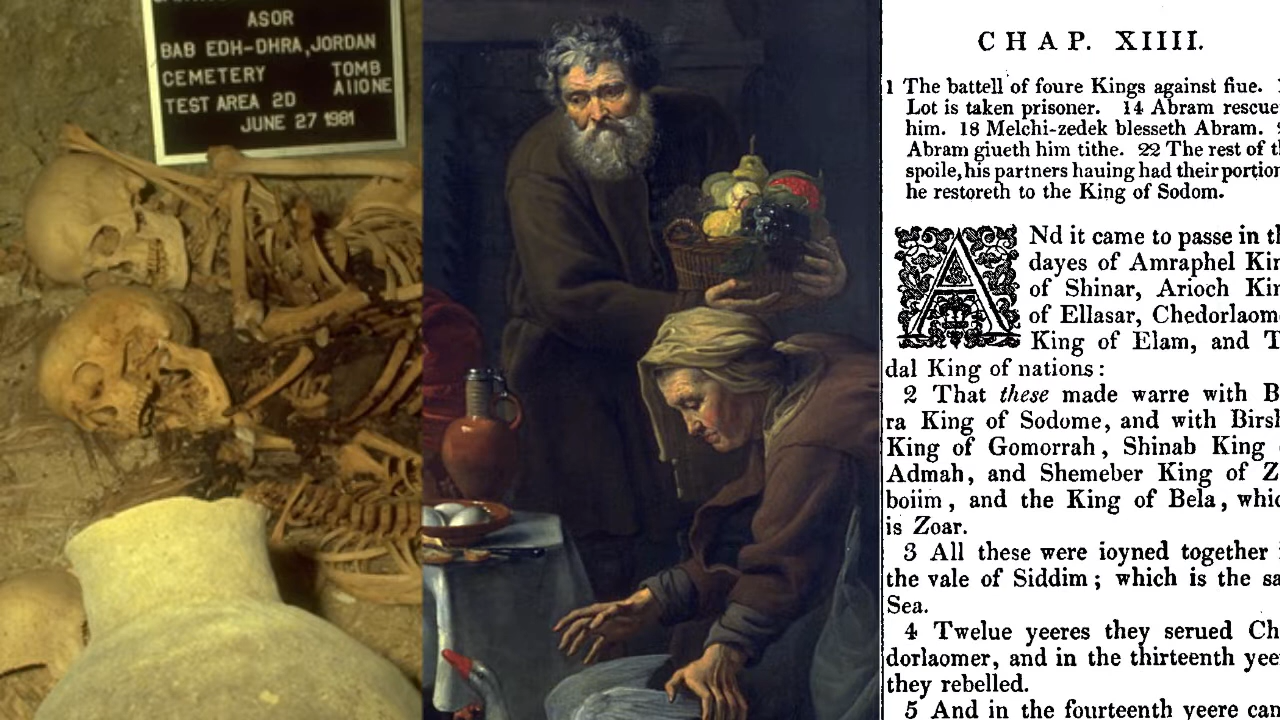 ASOR
BAB EDH-DHRA, JORDAN
CEMETERY TOMB
A110NE
TEST AREA 2D
JUNE 27 1981
CHAP. XIIII.
1 The battell of foure Kings against fiue.
Lot is taken prisoner. 14 Abram rescue
him. 18 Melchi-zedek blesseth Abram.
Abram giueth him tithe. 22 The rest of th
spoile, his partners hauing had their portion
he restoreth to the King of Sodom.
ANd it came to passe in th
dayes of Amraphel Kin
of Shinar, Arioch Kin
of Ellasar, Chedorlaome
King of Elam, and T
dal King of nations:
2 That these made warre with B
ra King of Sodome, and with Birsh
King of Gomorrah, Shinab King
Admah, and Shemeber King of Z
boiim, and the King of Bela, whic
is Zoar.
3 All these were ioyned together i
the vale of Siddim; which is the sa
Sea.
4 Twelue yeeres they serued Ch
dorlaomer, and in the thirteenth yee
they rebelled.
5 And in the fourteenth yeere can